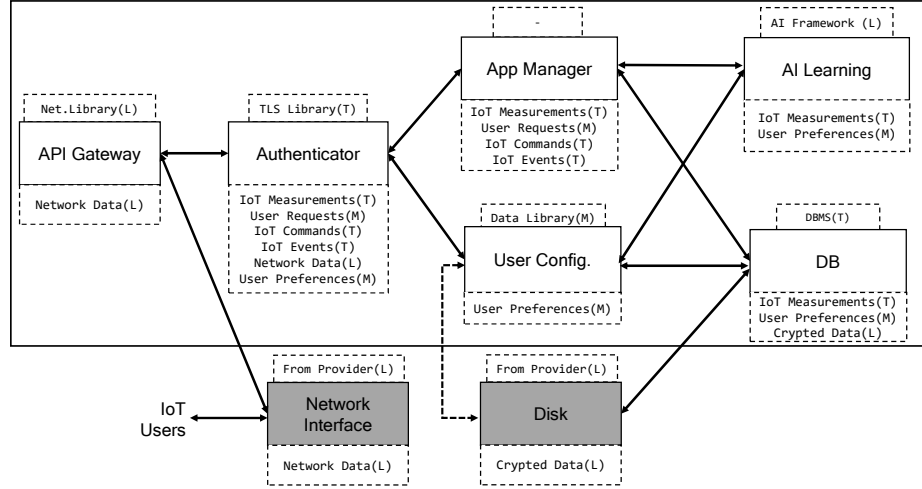 -
App Manager
IoT Measurements(T)
User Requests(M)
IoT Commands(T)
IoT Events(T)
AI Framework (L)
AI Learning
IoT Measurements(T)
User Preferences(M)
Net.Library(L)
API Gateway
Network Data(L)
TLS Library(T)
Authenticator
IoT Measurements(T)
User Requests(M)
IoT Commands(T)
IoT Events(T)
Network Data(L)
User Preferences(M)
Data Library(M)
User Config.
User Preferences(M)
DBMS(T)
DB
IoT Measurements(T)
User Preferences(M)
Crypted Data(L)
IoT
Users
From Provider(L)
Network
Interface
Network Data(L)
From Provider(L)
Disk
Crypted Data(L)